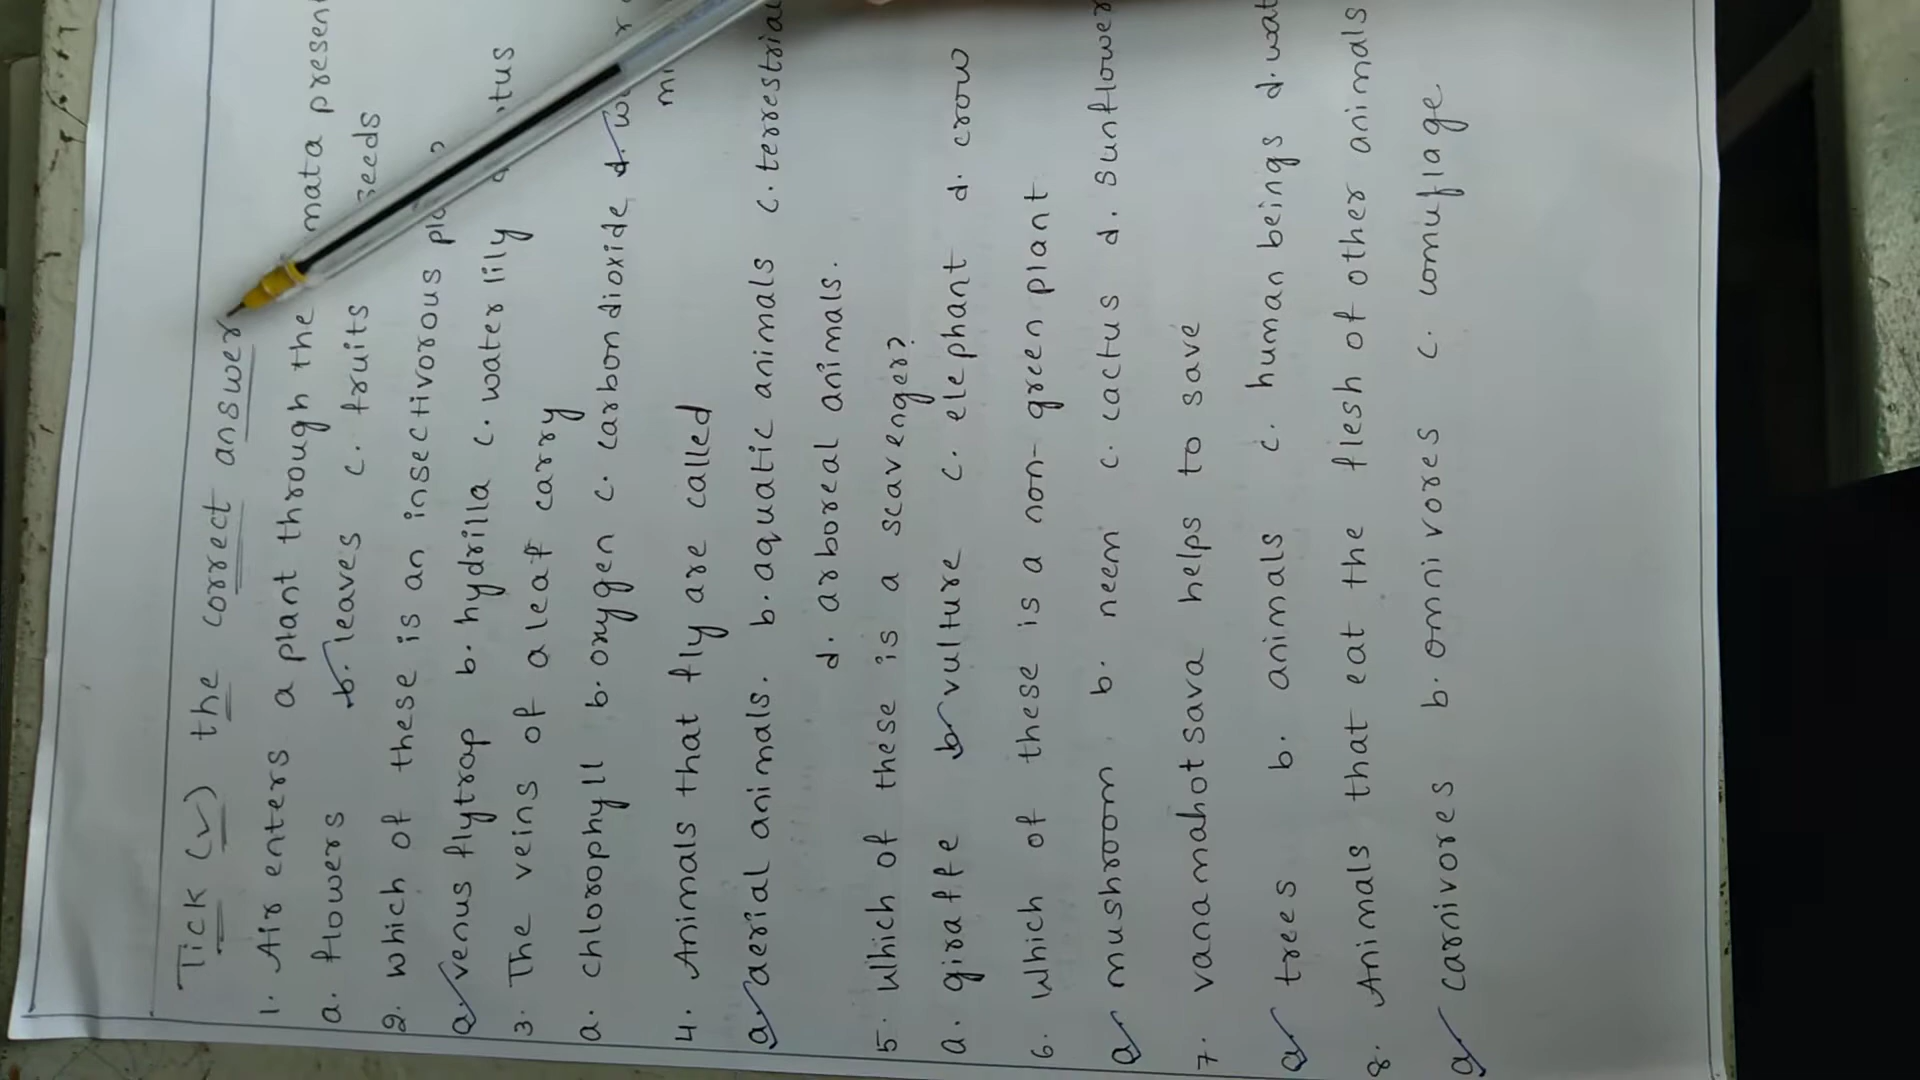 Tick (✓) the correct answer
1. Air enters a plant through the mata present
a. flowers b. leaves c. fruits seeds
2. which of these is an insectivorous
a. venus flytrap b. hydrilla c. water lily
3. The veins of a leaf carry
a. chlorophyll b. oxygen c. carbondioxide d.
4. Animals that fly are called
a. aerial animals. b. aquatic animals c. terrestrial
d. arboreal animals.
5. Which of these is a scavenger?
a. giraffe b. vulture c. elephant d. crow
6. Which of these is a non-green plant
a. mushroom b. neem c. cactus d. sunflower
7. vanamahotsava helps to save
a. trees b. animals c. human beings d. wat
8. Animals that eat the flesh of other animals
a. carnivores b. omnivores c. comuflage